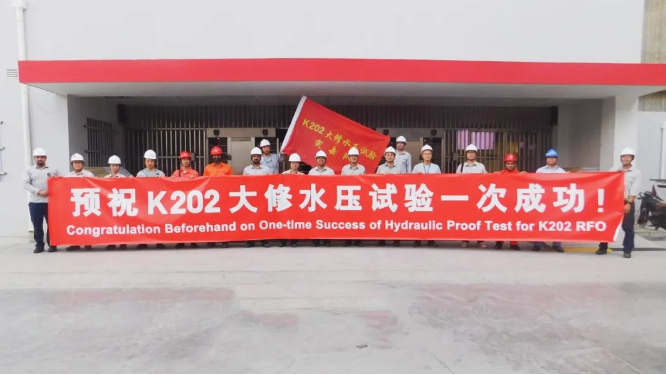 K202大修水压试验
预祝K202大修水压试验一次成功！
Congratulation Beforehand on One-time Success of Hydraulic Proof Test for K202 RFO